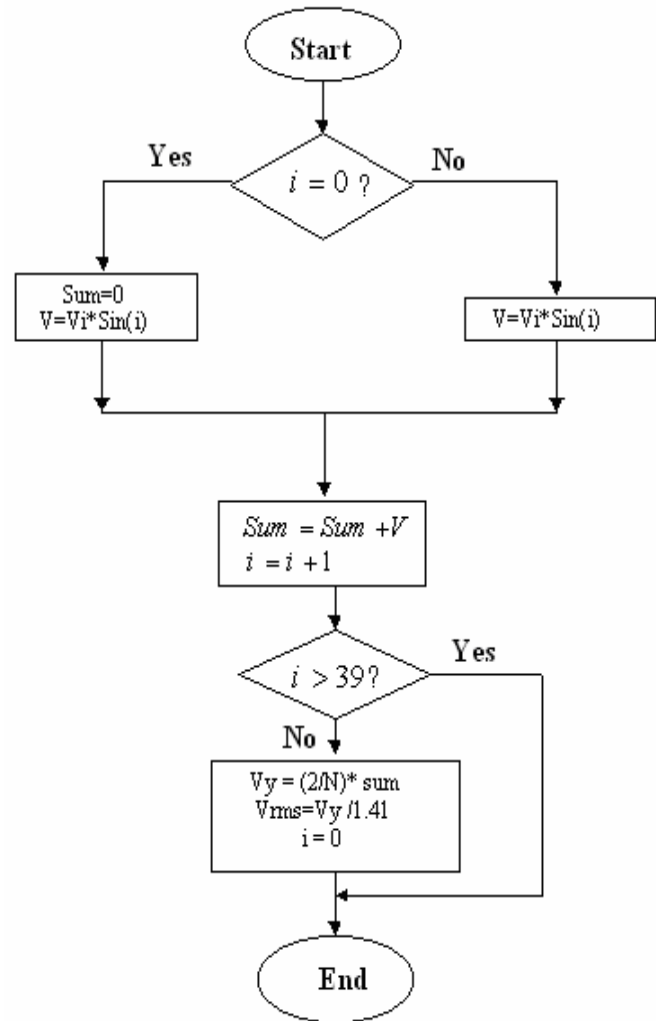 Start
Yes
i = 0 ?
No
Sum=0
V=Vi*Sin(i)
V=Vi*Sin(i)
Sum = Sum +V
i = i +1
i > 39?
Yes
No
Vy = (2/N)* sum
Vrms=Vy /1.41
i = 0
End